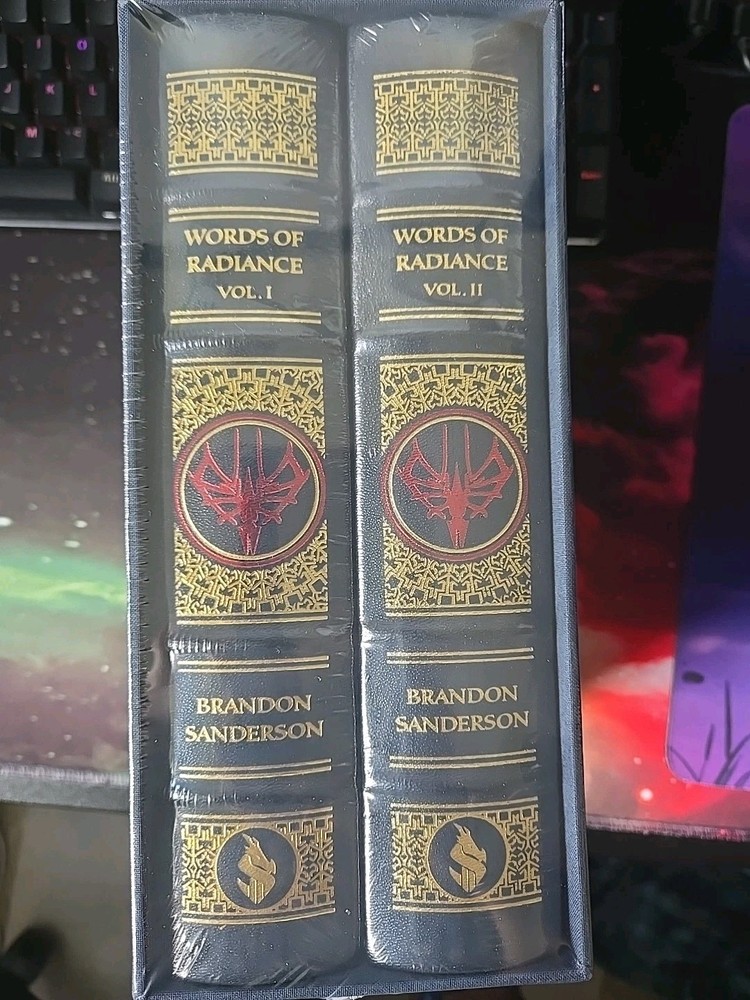 WORDS OF
RADIANCE
VOL. I
BRANDON
SANDERSON
WORDS OF
RADIANCE
VOL. II
BRANDON
SANDERSON
J
K
L
M